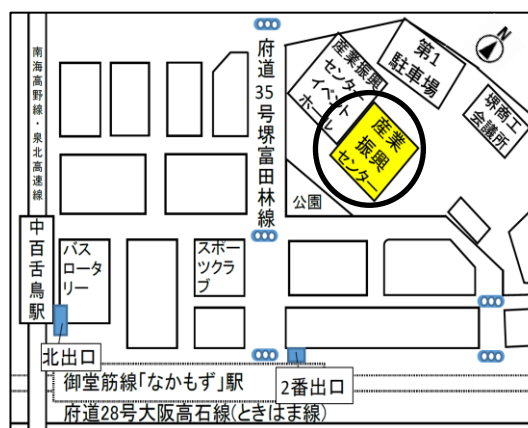 南海高野線・泉北高速線
中百舌鳥駅
府道35号堺富田林線
産業振興
センター
イベント
ホール
第1
駐車場
N
堺商工
会議所
産業
振興
センター
公園
バス
ロータ
リー
スポー
ツクラ
ブ
北出口
2番出口
御堂筋線「なかもず」駅
府道28号大阪高石線(ときはま線)